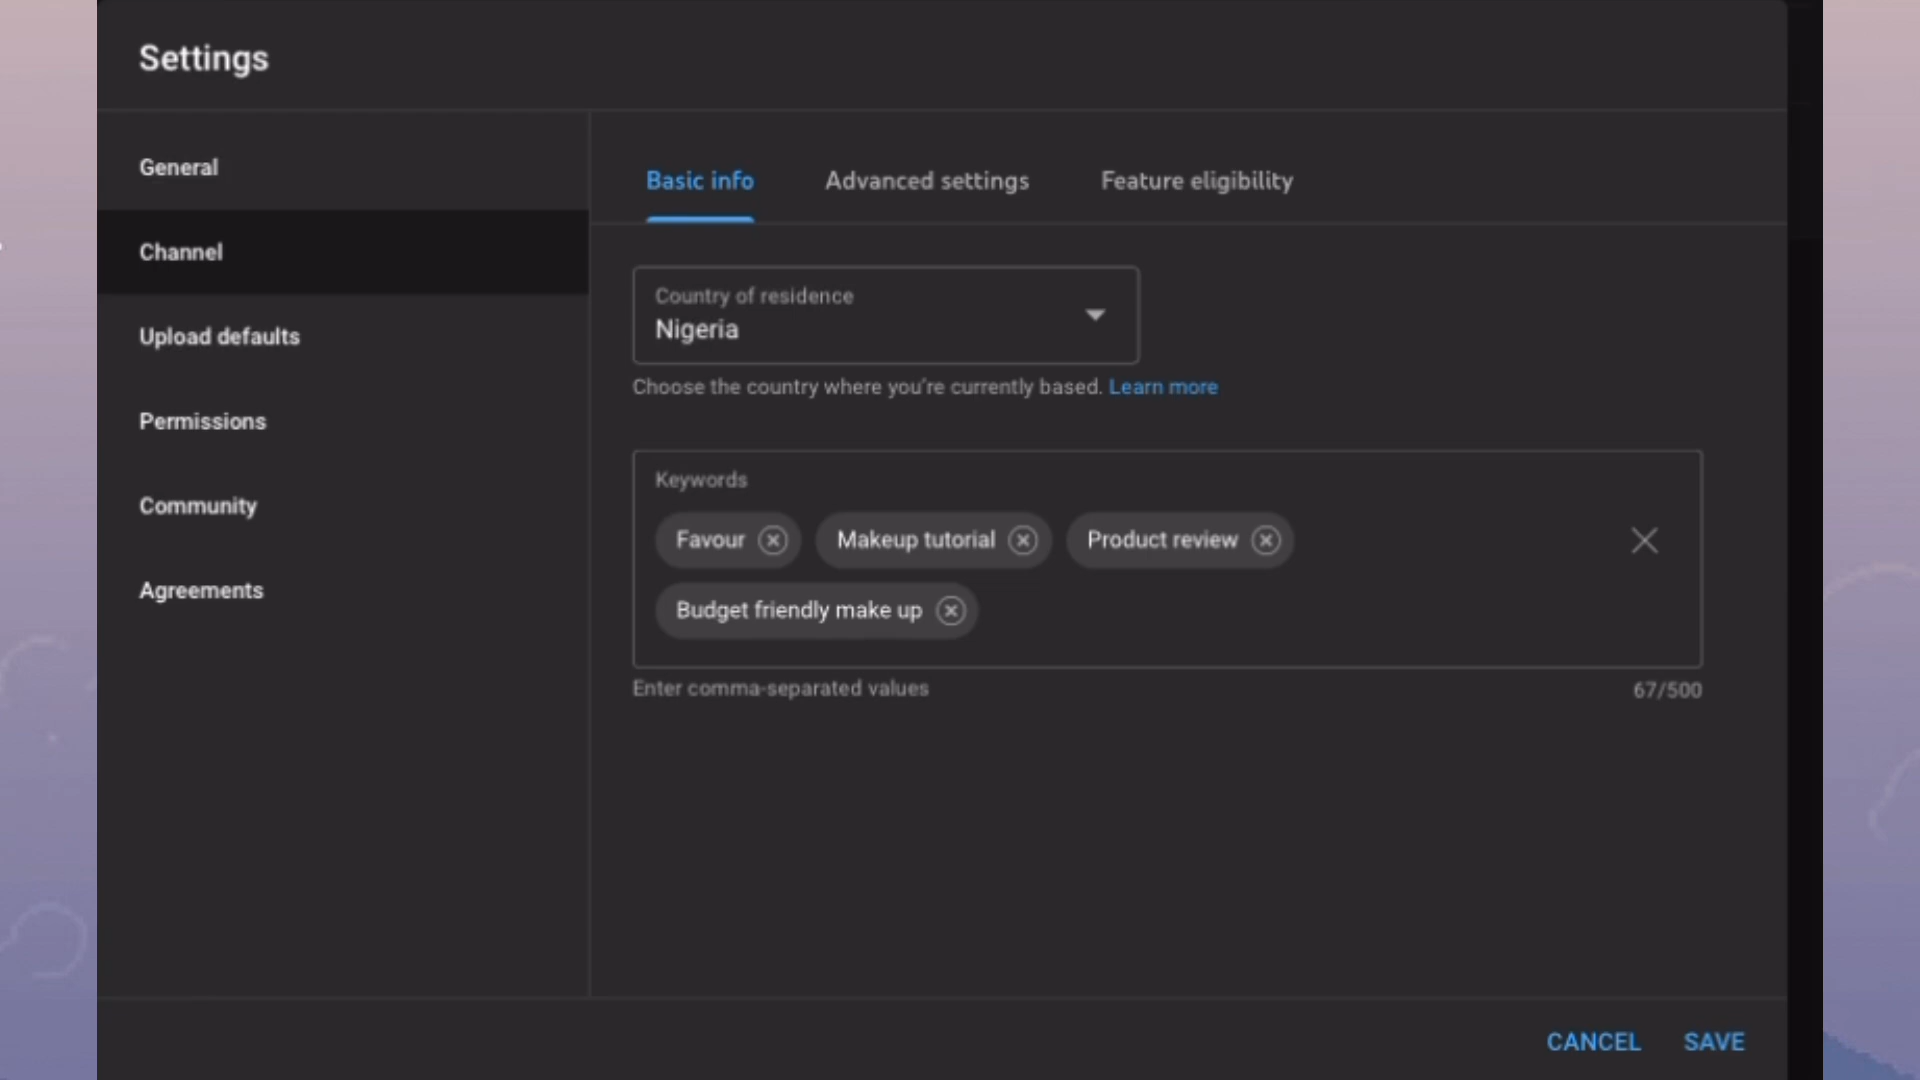 Settings
General
Channel
Upload defaults
Permissions
Community
Agreements
Basic info Advanced settings Feature eligibility
Country of residence
Nigeria
Choose the country where you're currently based. Learn more
Keywords
Favour Makeup tutorial Product review
Budget friendly make up
Enter comma-separated values 67/500
CANCEL SAVE